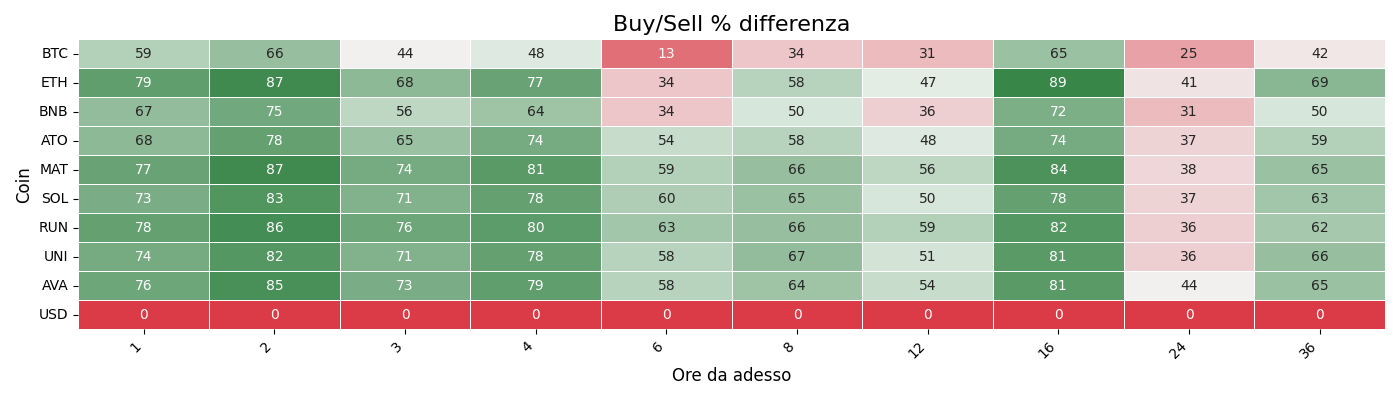 Buy/Sell % differenza
Coin
BTC 59 66 44 48 13 34 31 65 25 42
ETH 79 87 68 77 34 58 47 89 41 69
BNB 67 75 56 64 34 50 36 72 31 50
ATO 68 78 65 74 54 58 48 74 37 59
MAT 77 87 74 81 59 66 56 84 38 65
SOL 73 83 71 78 60 65 50 78 37 63
RUN 78 86 76 80 63 66 59 82 36 62
UNI 74 82 71 78 58 67 51 81 36 66
AVA 76 85 73 79 58 64 54 81 44 65
USD 0 0 0 0 0 0 0 0 0 0
1 2 3 4 6 8 12 16 24 36
Ore da adesso